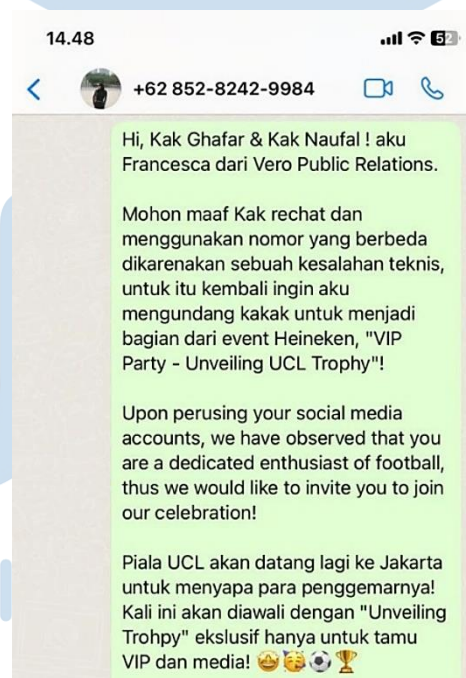 14.48
52
+62 852-8242-9984
Hi, Kak Ghafar & Kak Naufal ! aku
Francesca dari Vero Public Relations.
Mohon maaf Kak rechat dan
menggunakan nomor yang berbeda
dikarenakan sebuah kesalahan teknis,
untuk itu kembali ingin aku
mengundang kakak untuk menjadi
bagian dari event Heineken, "VIP
Party - Unveiling UCL Trophy"!
Upon perusing your social media
accounts, we have observed that you
are a dedicated enthusiast of football,
thus we would like to invite you to join
our celebration!
Piala UCL akan datang lagi ke Jakarta
untuk menyapa para penggemarnya!
Kali ini akan diawali dengan "Unveiling
Trohpy" ekslusif hanya untuk tamu
VIP dan media! 🤩🥳⚽🏆